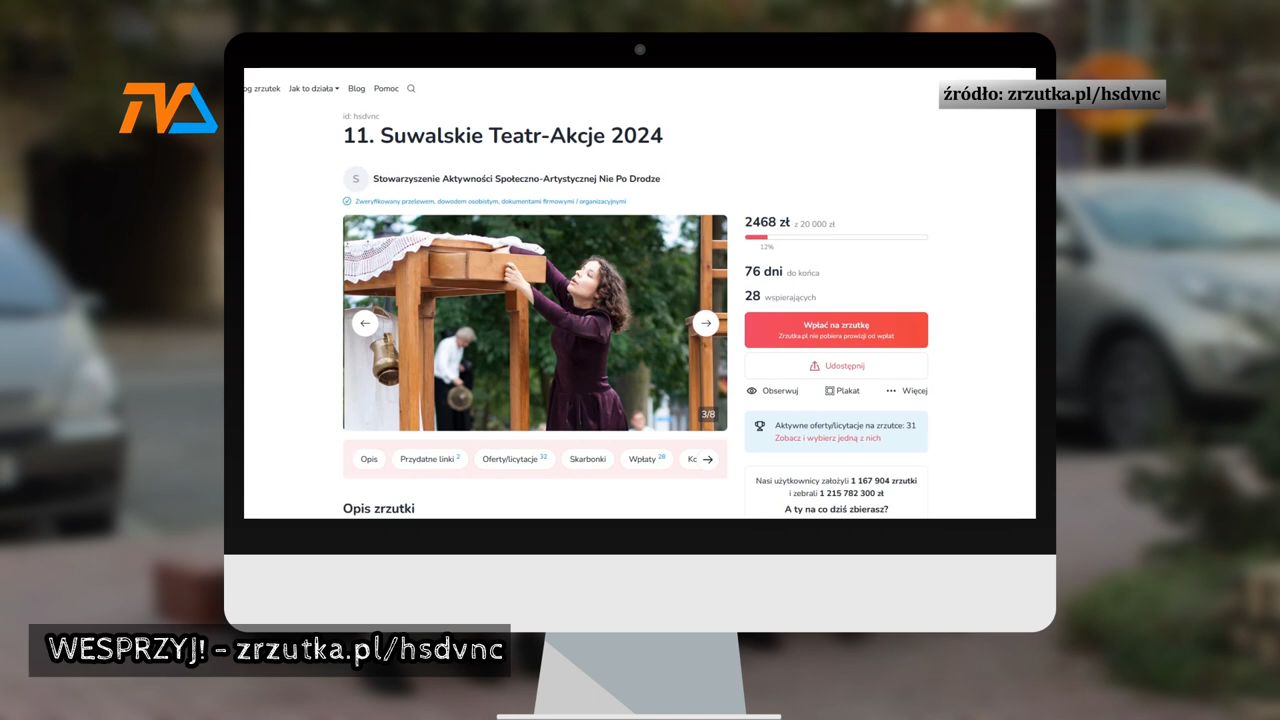 TVA
źródło: zrzutka.pl/hsdvnc
og zrzutek Jak to działa Blog Pomoc
id: hsdvnc
11. Suwalskie Teatr-Akcje 2024
S Stowarzyszenie Aktywności Społeczno-Artystycznej Nie Po Drodze
Zweryfikowany przelewem, dowodem osobistym, dokumentami firmowymi / organizacyjnymi
2468 zł z 20 000 zł
12%
76 dni do końca
28 wspierających
Wpłać na zrzutkę
Zrzutka.pl nie pobiera prowizji od wpłat
Udostępnij
Obserwuj Plakat Więcej
3/8
Aktywne oferty/licytacje na zrzutce: 31
Zobacz i wybierz jedną z nich
Opis Przydatne linki 2 Oferty/licytacje 32 Skarbonki Wpłaty 28 Kc
Nasi użytkownicy założyli 1 167 904 zrzutki
i zebrali 1 215 782 300 zł
A ty na co dziś zbierasz?
Opis zrzutki
WESPRZYJ! - zrzutka.pl/hsdvnc